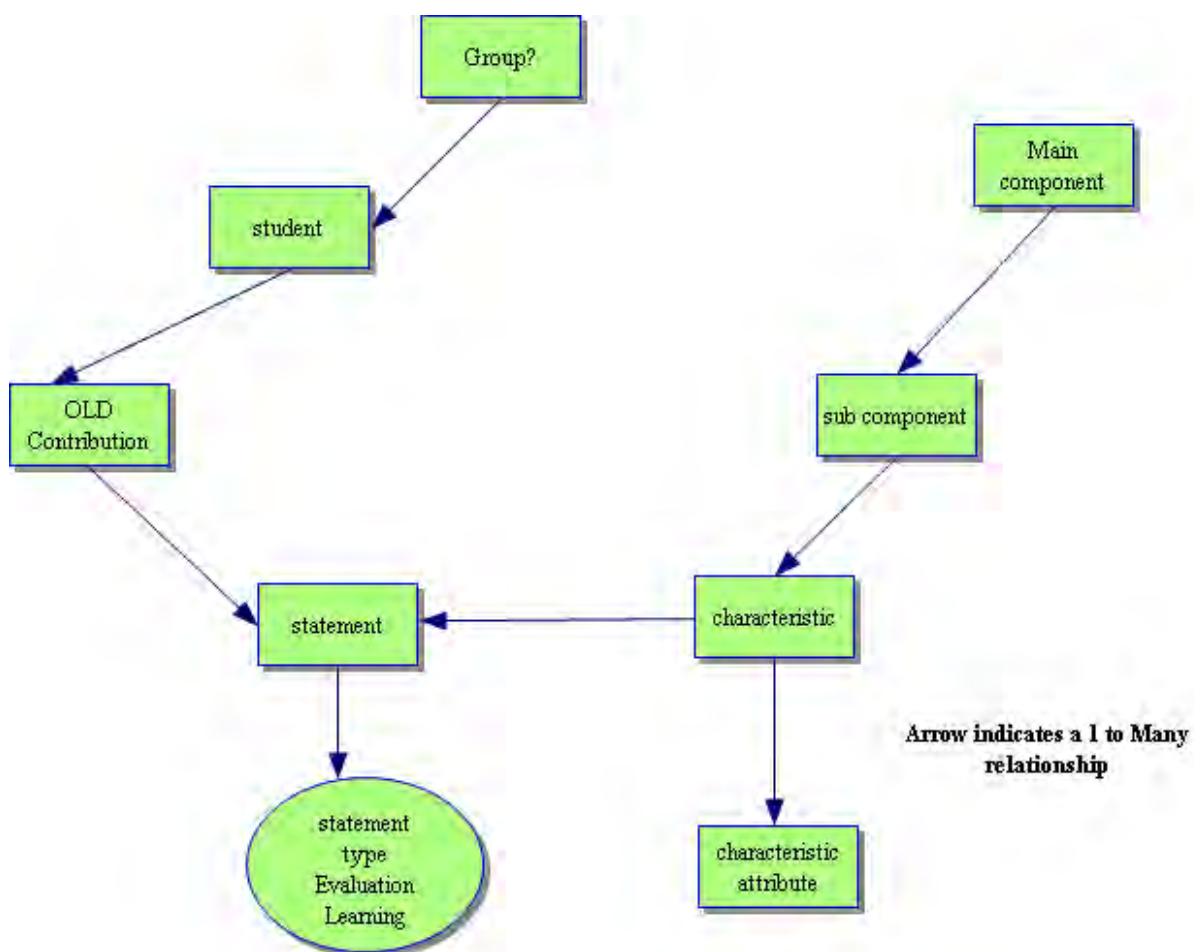 Group?
Main
component
student
OLD
Contribution
sub component
statement
characteristic
Arrow indicates a 1 to Many
relationship
statement
type
Evaluation
Learning
characteristic
attribute